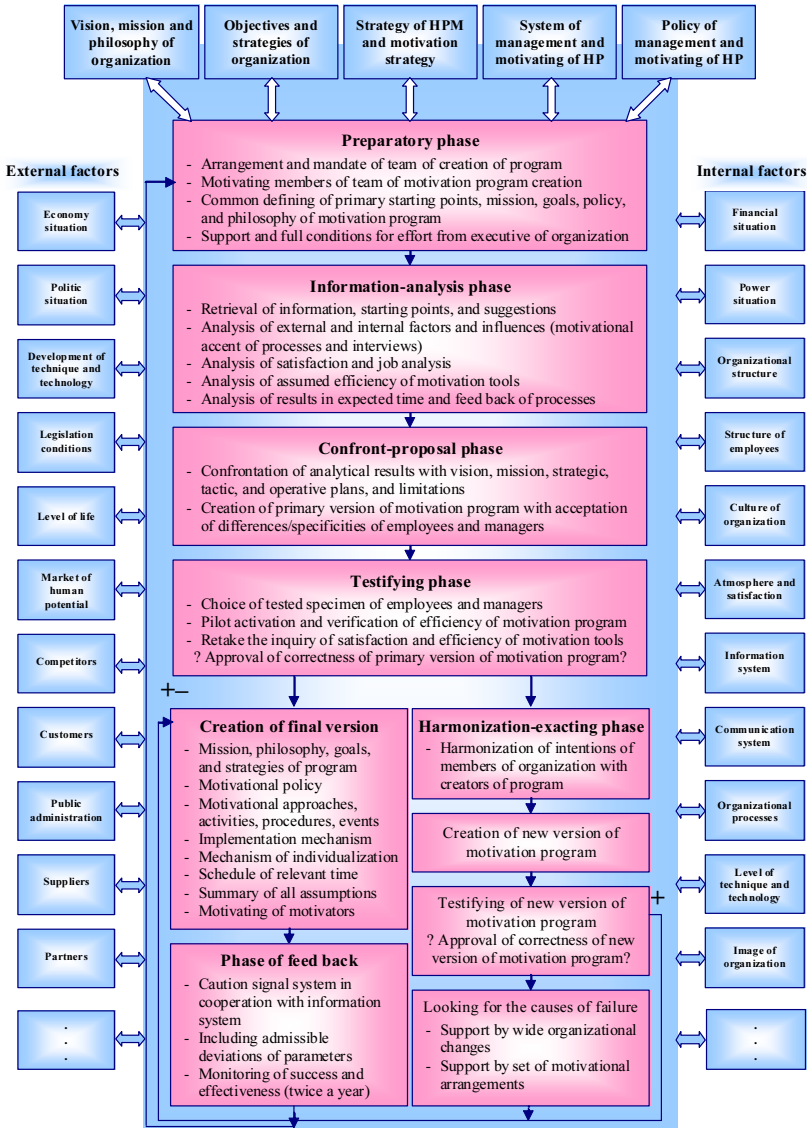 Vision, mission and
philosophy of
organization
Objectives and
strategies of
organization
Strategy of HPM
and motivation
strategy
System of
management and
motivating of HP
Policy of
management and
motivating of HP
External factors
Economy
situation
Politic
situation
Development of
technique and
technology
Legislation
conditions
Level of life
Market of
human
potential
Competitors
Customers
Public
administration
Suppliers
Partners
.
.
.
Preparatory phase
- Arrangement and mandate of team of creation of program
- Motivating members of team of motivation program creation
- Common defining of primary starting points, mission, goals, policy,
and philosophy of motivation program
- Support and full conditions for effort from executive of organization
Information-analysis phase
- Retrieval of information, starting points, and suggestions
- Analysis of external and internal factors and influences (motivational
accent of processes and interviews)
- Analysis of satisfaction and job analysis
- Analysis of assumed efficiency of motivation tools
- Analysis of results in expected time and feed back of processes
Confront-proposal phase
- Confrontation of analytical results with vision, mission, strategic,
tactic, and operative plans, and limitations
- Creation of primary version of motivation program with acceptation
of differences/specificities of employees and managers
Testifying phase
- Choice of tested specimen of employees and managers
- Pilot activation and verification of efficiency of motivation program
- Retake the inquiry of satisfaction and efficiency of motivation tools
? Approval of correctness of primary version of motivation program?
+–
Creation of final version
- Mission, philosophy, goals,
and strategies of program
- Motivational policy
- Motivational approaches,
activities, procedures, events
- Implementation mechanism
- Mechanism of individualization
- Schedule of relevant time
- Summary of all assumptions
- Motivating of motivators
Phase of feed back
- Caution signal system in
cooperation with information
system
- Including admissible
deviations of parameters
- Monitoring of success and
effectiveness (twice a year)
Harmonization-exacting phase
- Harmonization of intentions of
members of organization with
creators of program
Creation of new version of
motivation program
+
Testifying of new version of
motivation program
? Approval of correctness of new
version of motivation program?
Looking for the causes of failure
- Support by wide organizational
changes
- Support by set of motivational
arrangements
Internal factors
Financial
situation
Power
situation
Organizational
structure
Structure of
employees
Culture of
organization
Atmosphere and
satisfaction
Information
system
Communication
system
Organizational
processes
Level of
technique and
technology
Image of
organization
.
.
.